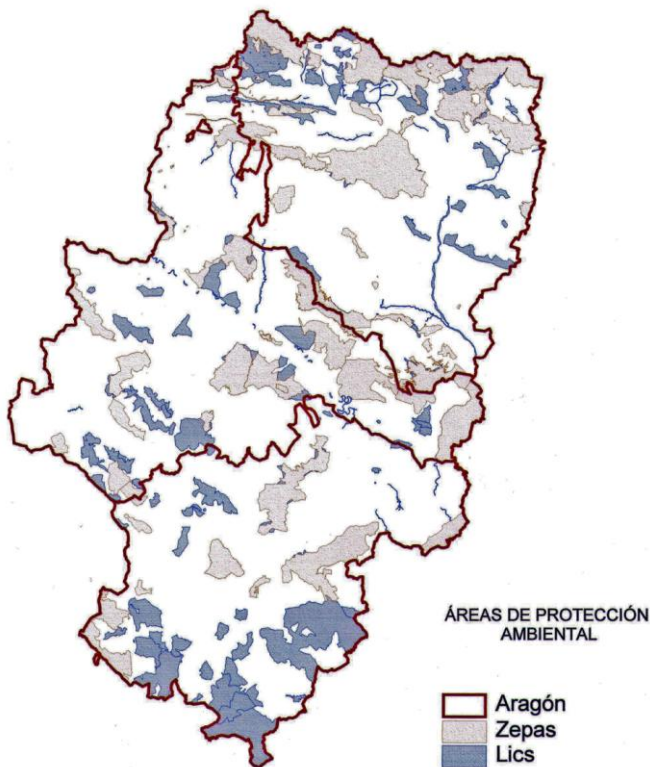 ÁREAS DE PROTECCIÓN
AMBIENTAL
Aragón
Zepas
Lics